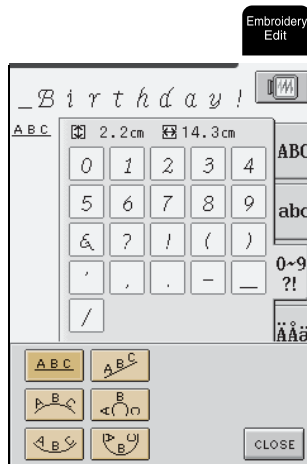 Embroidery
Edit
_Birthday!
ABC
2.2cm 14.3cm
ABC
abc
0~9
?!
ÄÅä
0 1 2 3 4
5 6 7 8 9
& ? ! ( )
' , . - _
/
ABC ABC
ABC ABC
ABC ABC
CLOSE